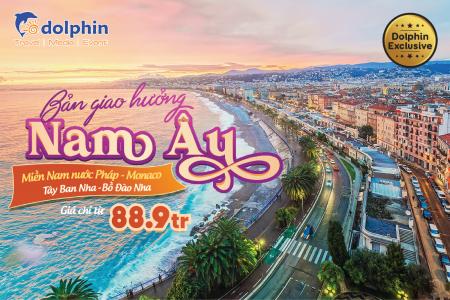 dolphin
Travel | Media | Event
Dolphin
Exclusive
Bản giao hưởng
Nam Âu
Miền Nam nước Pháp - Monaco
Tây Ban Nha - Bồ Đào Nha
Giá chỉ từ 88.9tr